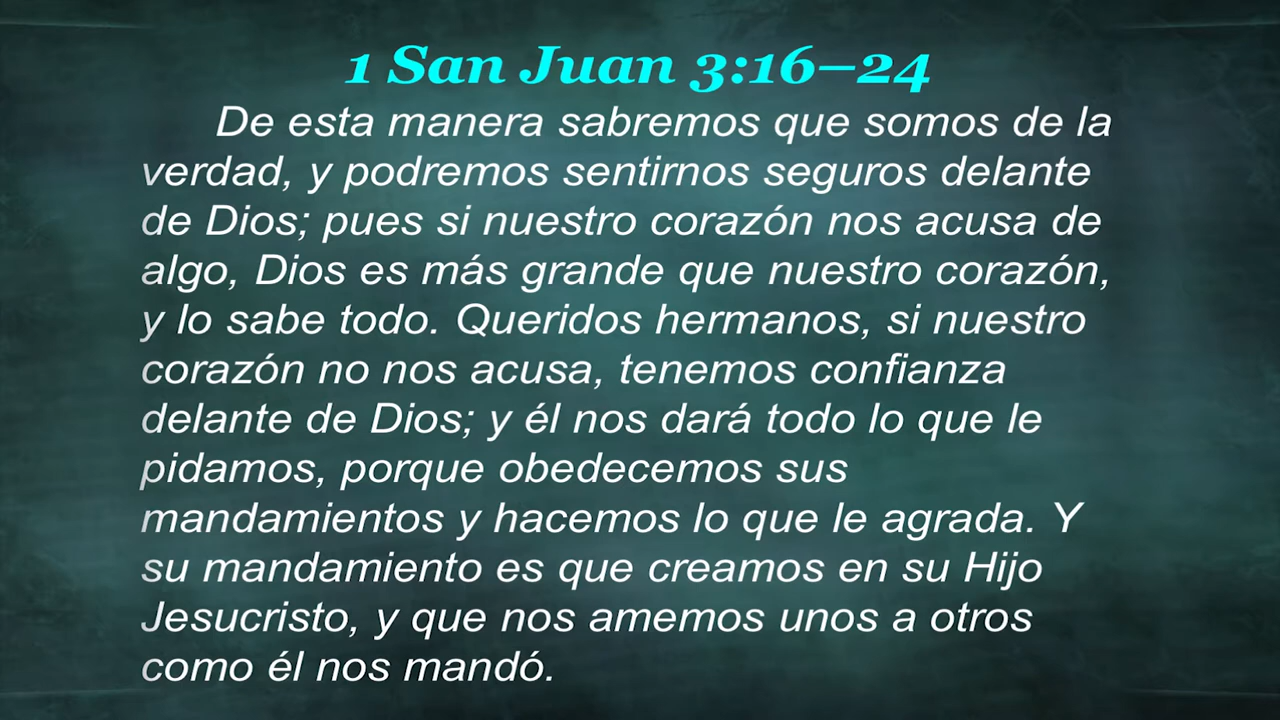 1 San Juan 3:16–24
De esta manera sabremos que somos de la
verdad, y podremos sentirnos seguros delante
de Dios; pues si nuestro corazón nos acusa de
algo, Dios es más grande que nuestro corazón,
y lo sabe todo. Queridos hermanos, si nuestro
corazón no nos acusa, tenemos confianza
delante de Dios; y él nos dará todo lo que le
pidamos, porque obedecemos sus
mandamientos y hacemos lo que le agrada. Y
su mandamiento es que creamos en su Hijo
Jesucristo, y que nos amemos unos a otros
como él nos mandó.